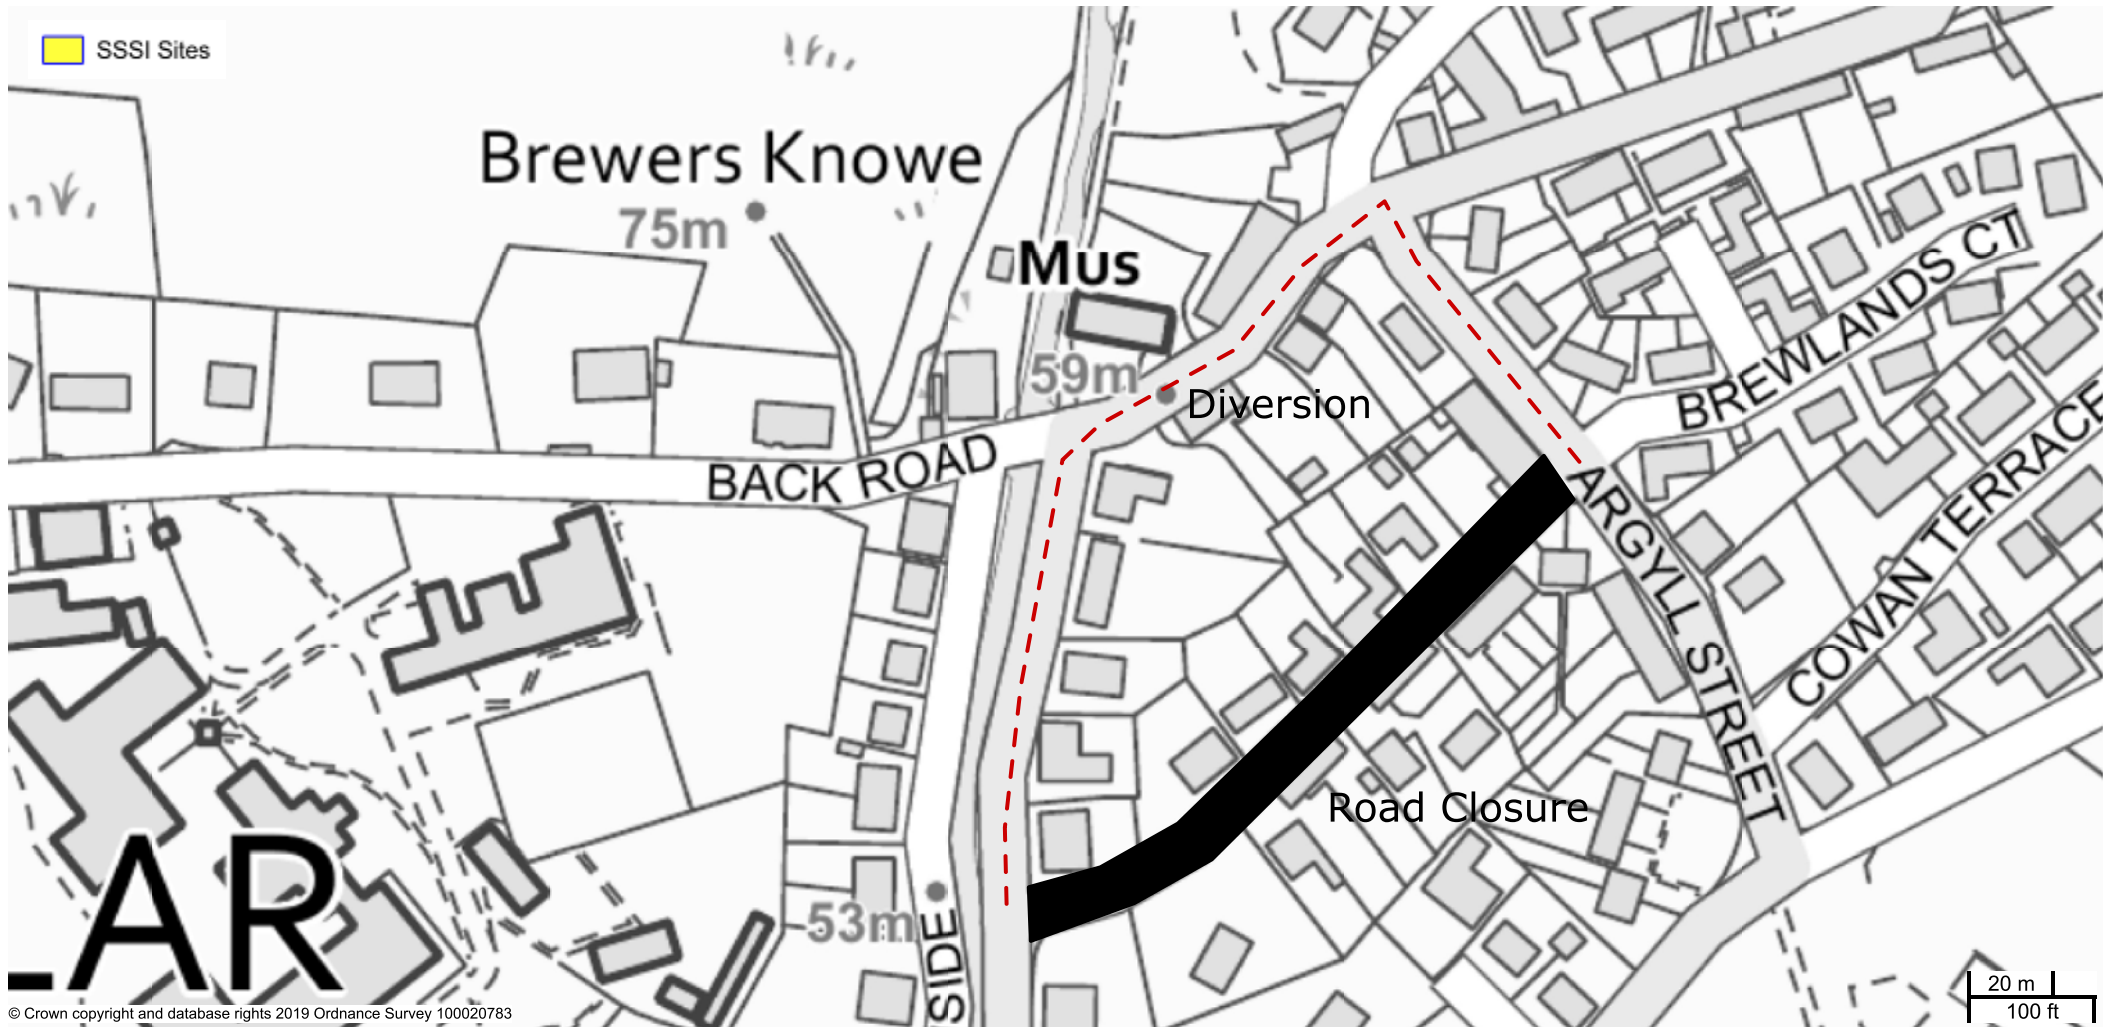 SSSI Sites
Brewers Knowe
75m
Mus
59m
Diversion
BREWLANDS CT
BACK ROAD
COWAN TERRACE
ARGYLL STREET
Road Closure
LAR
53m
SIDE
20 m
100 ft
© Crown copyright and database rights 2019 Ordnance Survey 100020783